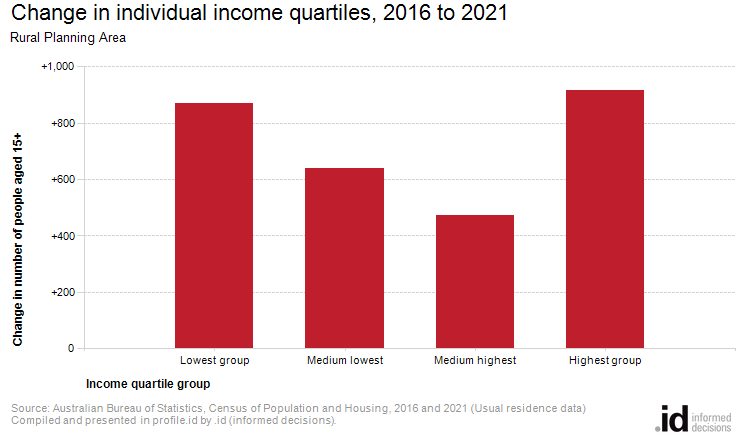 Change in individual income quartiles, 2016 to 2021
Rural Planning Area
Change in number of people aged 15+
+1,000
+800
+600
+400
+200
0
Lowest group
Medium lowest
Medium highest
Highest group
Income quartile group
Source: Australian Bureau of Statistics, Census of Population and Housing, 2016 and 2021 (Usual residence data)
Compiled and presented in profile.id by .id (informed decisions).
.id informed
decisions